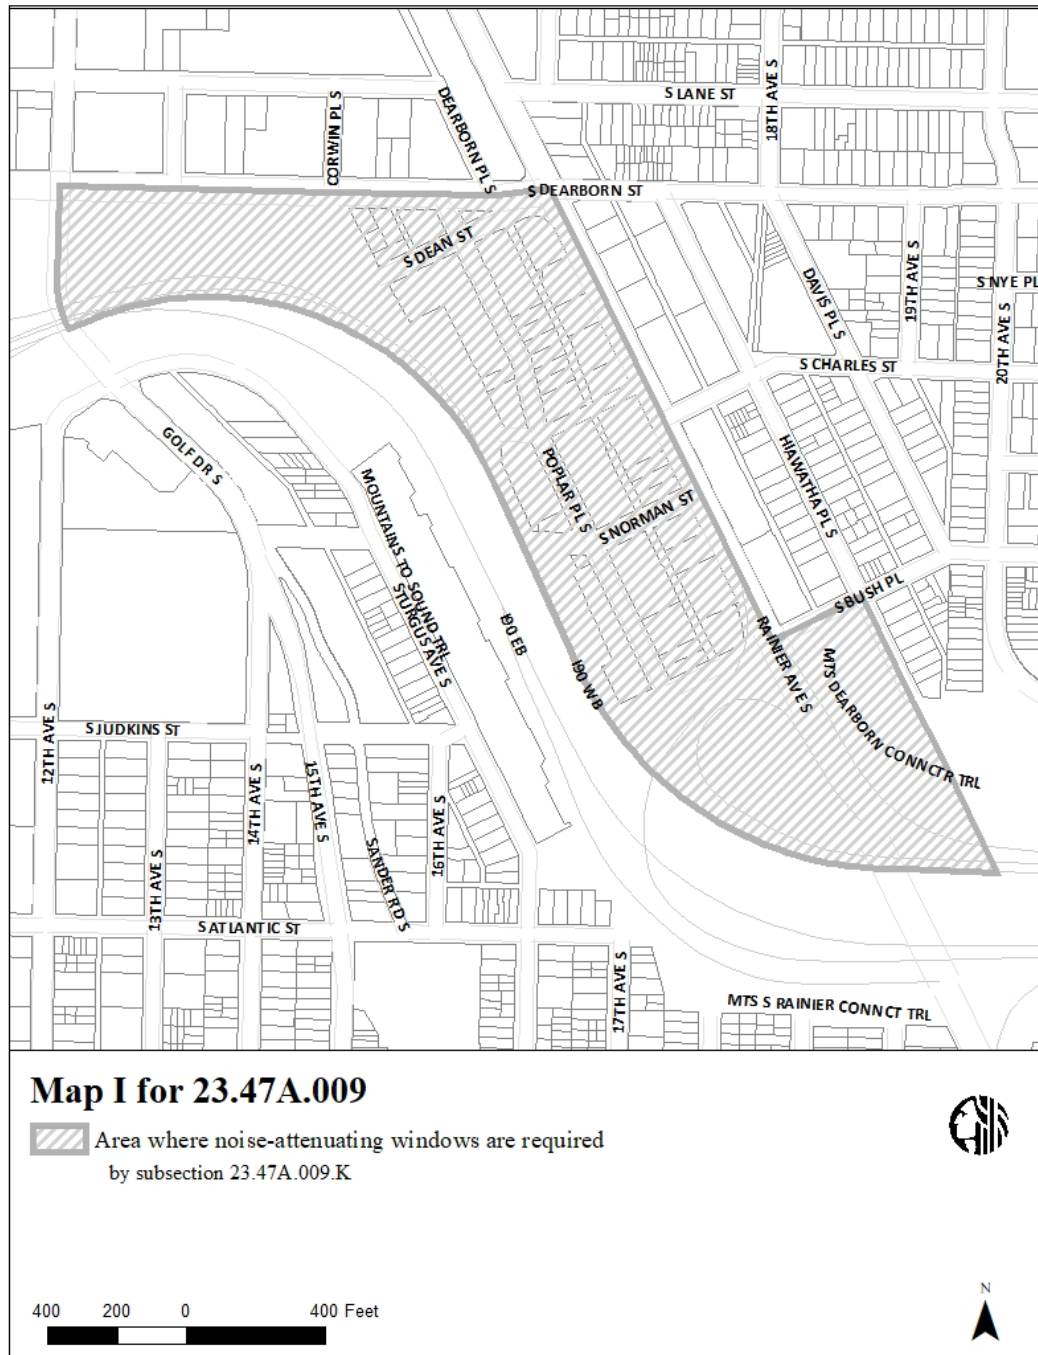 S LANE ST
18TH AVE S
CORWIN PL S
DEARBORN PL S
S DEARBORN ST
S DEAN ST
DAVIS PL S
19TH AVE S
S NYE PL
20TH AVE S
S CHARLES ST
GOLF DR S
MOUNTAINS TO SOUND TRL
STURGUS AVE S
POPLAR PL S
S NORMAN ST
HIAWATHA PL S
S BUSH PL
I90 EB
I90 WB
RAINIER AVE S
MTS DEARBORN CONNCTR TRL
12TH AVE S
S JUDKINS ST
13TH AVE S
14TH AVE S
15TH AVE S
SANDER RD S
16TH AVE S
S ATLANTIC ST
17TH AVE S
MTS S RAINIER CONNCT TRL
Map I for 23.47A.009
Area where noise-attenuating windows are required
by subsection 23.47A.009.K
N
400 200 0 400 Feet